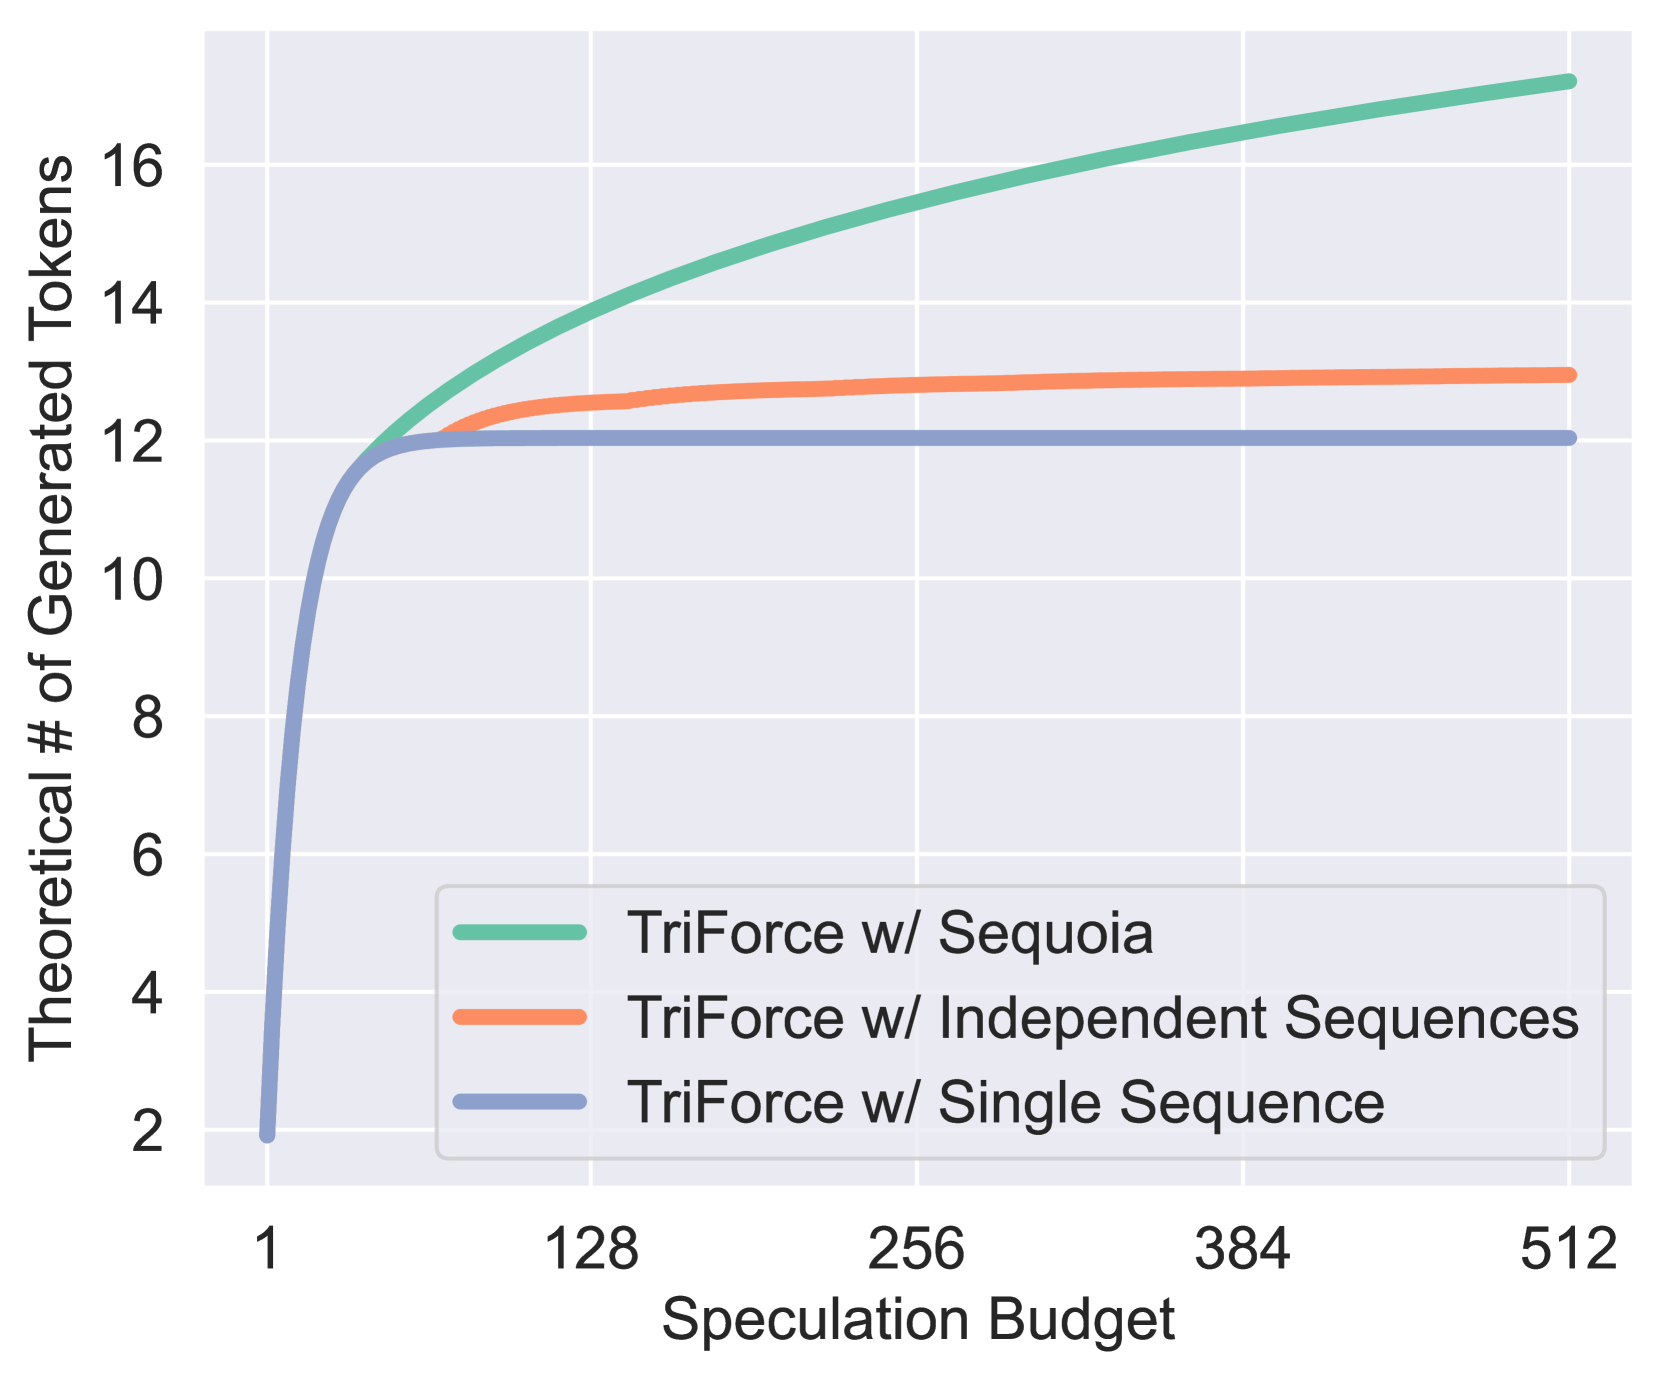 Theoretical # of Generated Tokens
16
14
12
10
8
6
4
2
TriForce w/ Sequoia
TriForce w/ Independent Sequences
TriForce w/ Single Sequence
1 128 256 384 512
Speculation Budget